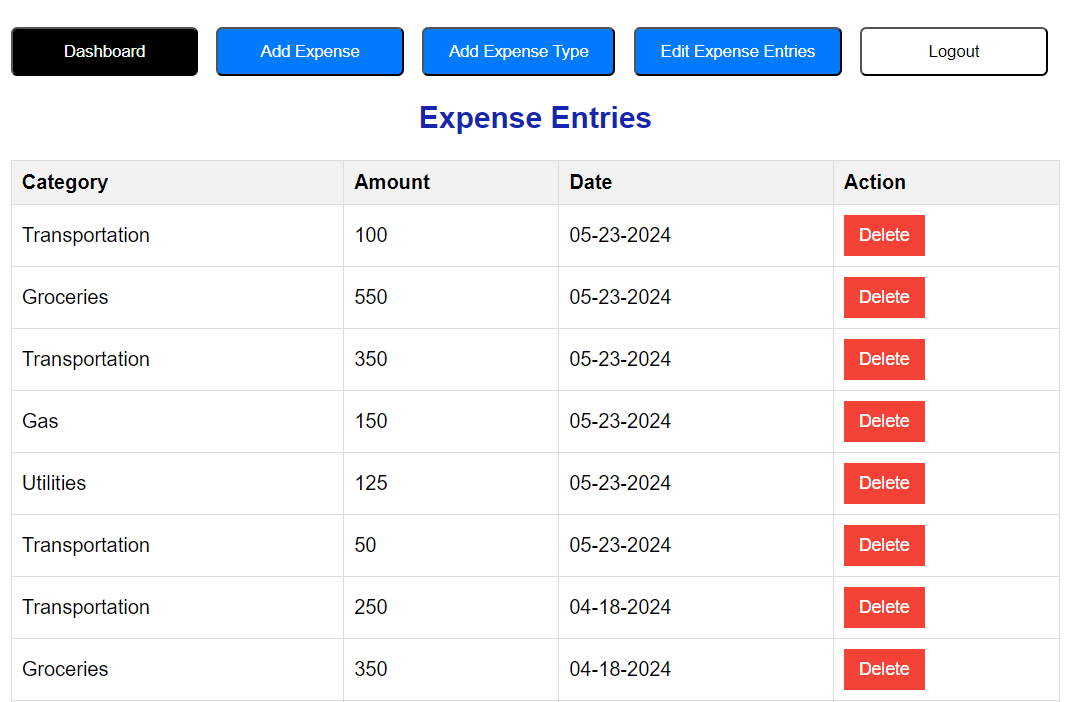 Dashboard Add Expense Add Expense Type Edit Expense Entries Logout
Expense Entries
Category Amount Date Action
Transportation 100 05-23-2024 Delete
Groceries 550 05-23-2024 Delete
Transportation 350 05-23-2024 Delete
Gas 150 05-23-2024 Delete
Utilities 125 05-23-2024 Delete
Transportation 50 05-23-2024 Delete
Transportation 250 04-18-2024 Delete
Groceries 350 04-18-2024 Delete